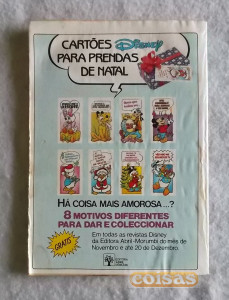 CARTÕES Disney
PARA PRENDAS
DE NATAL
HÁ COISA MAIS AMOROSA...?
8 MOTIVOS DIFERENTES
PARA DAR E COLECCIONAR
GRÁTIS
Em todas as revistas Disney
da Editora Abril-Morumbi do mês de
Novembro e até 20 de Dezembro.
coisas